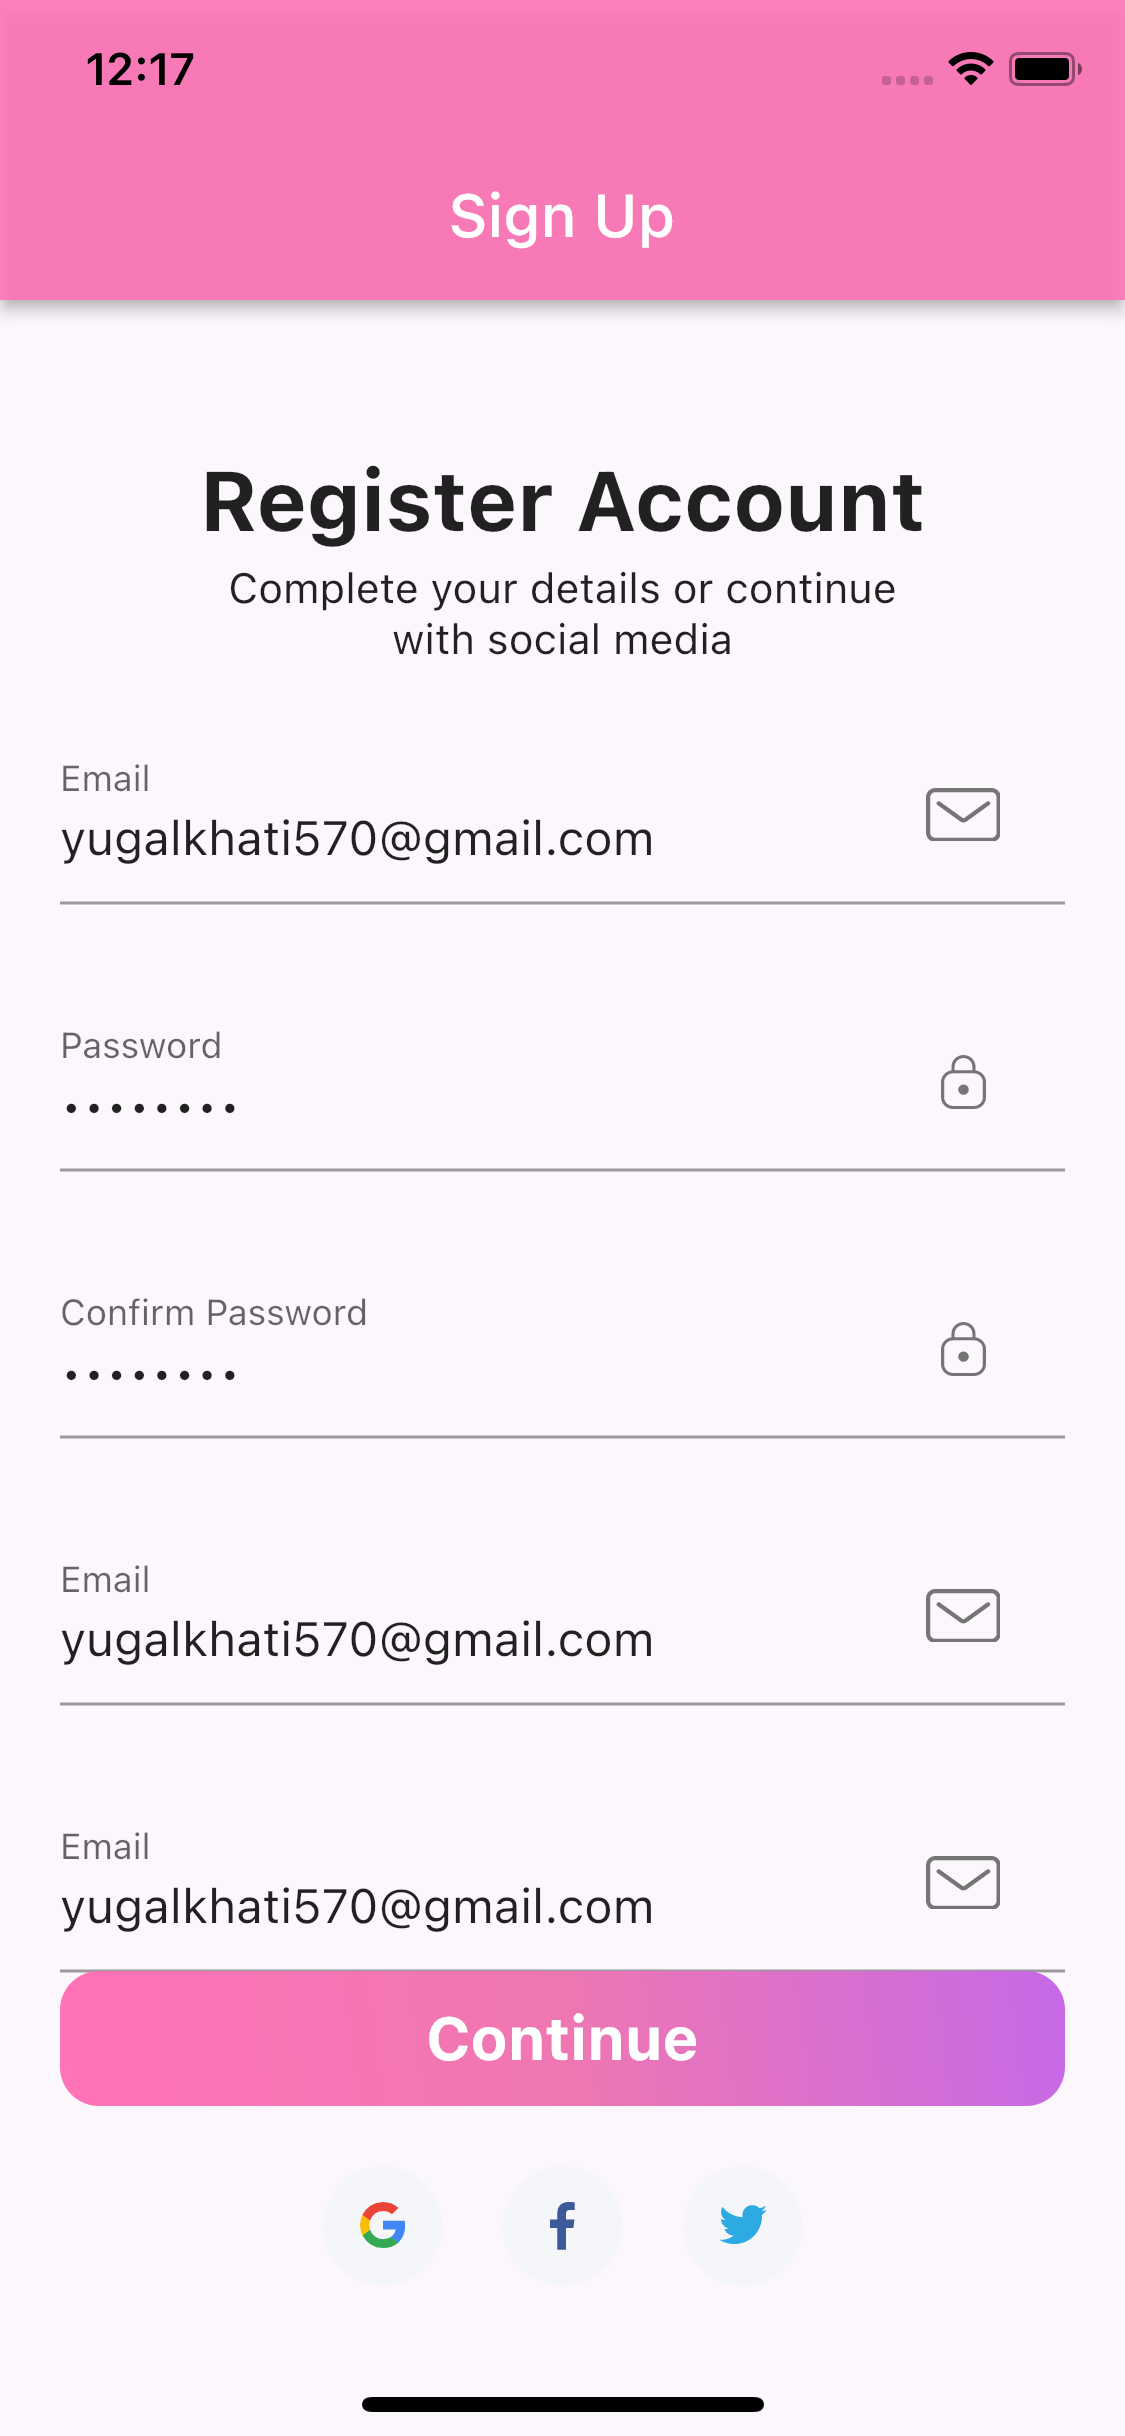 12:17
Sign Up
Register Account
Complete your details or continue
with social media
Email
yugalkhati570@gmail.com
Password
••••••••
Confirm Password
••••••••
Email
yugalkhati570@gmail.com
Email
yugalkhati570@gmail.com
Continue